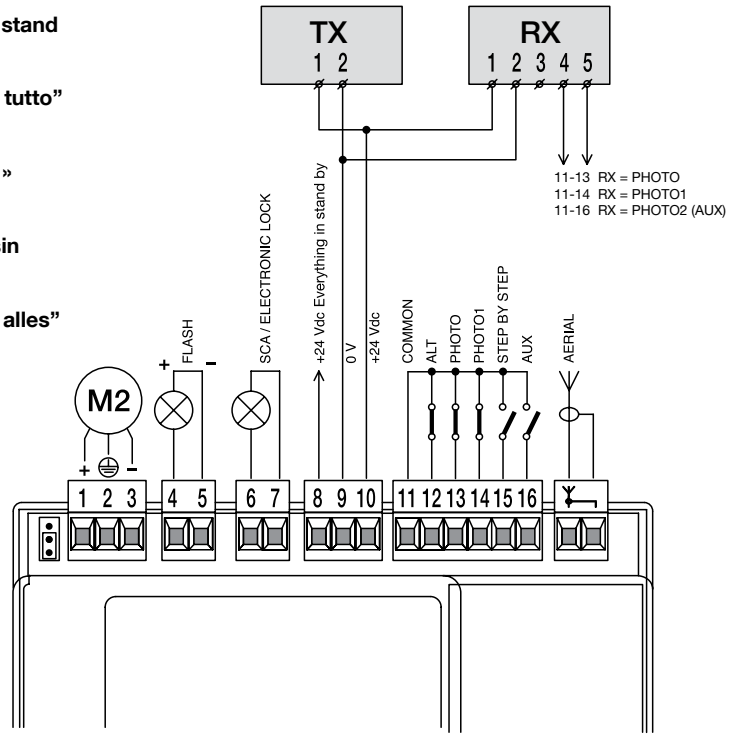 stand
tutto”
»
sin
alles”
TX
1 2
RX
1 2 3 4 5
11-13 RX = PHOTO
11-14 RX = PHOTO1
11-16 RX = PHOTO2 (AUX)
+ FLASH –
SCA / ELECTRONIC LOCK
+24 Vdc Everything in stand by
0 V
+24 Vdc
COMMON
ALT
PHOTO
PHOTO1
STEP BY STEP
AUX
AERIAL
M2
+ –
1 2 3
4 5
6 7
8 9 10
11 12 13 14 15 16